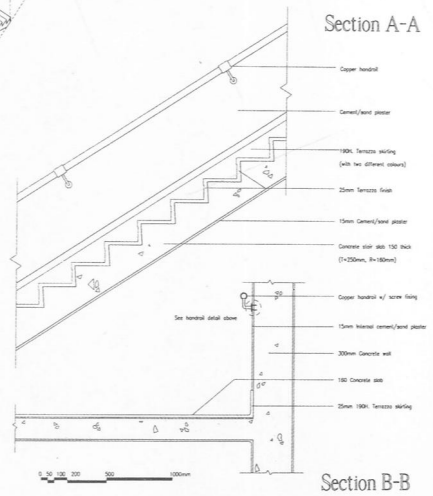 Section A-A
Copper handrail
Cement/sand plaster
190H. Terrazzo skirting
(with two different colours)
25mm Terrazzo finish
15mm Cement/sand plaster
Concrete stair slab 150 thick
(T=250mm, R=160mm)
Copper handrail w/ screw fixing
See handrail detail above
15mm Internal cement/sand plaster
300mm Concrete wall
180 Concrete slab
25mm 190H. Terrazzo skirting
0 50 100 200 500 1000mm
Section B-B